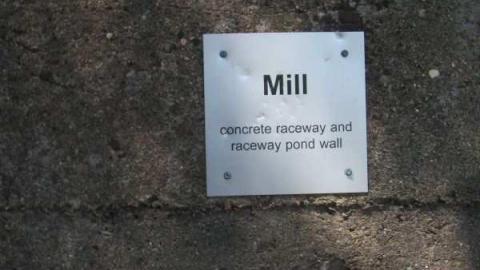 Mill
concrete raceway and
raceway pond wall